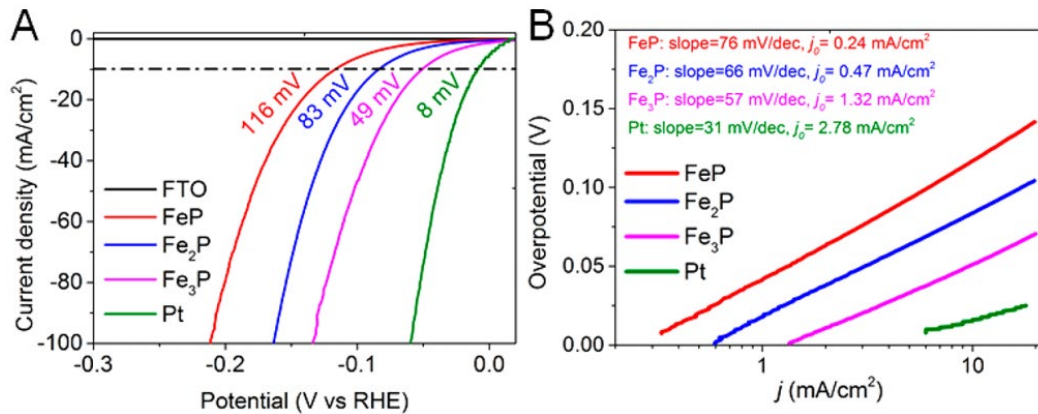 A
0
-20
-40
-60
-80
-100
Current density (mA/cm²)
116 mV
83 mV
49 mV
8 mV
FTO
FeP
Fe₂P
Fe₃P
Pt
-0.3
-0.2
-0.1
0.0
Potential (V vs RHE)
B
0.20
0.15
0.10
0.05
0.00
Overpotential (V)
FeP: slope=76 mV/dec, j₀= 0.24 mA/cm²
Fe₂P: slope=66 mV/dec, j₀= 0.47 mA/cm²
Fe₃P: slope=57 mV/dec, j₀= 1.32 mA/cm²
Pt: slope=31 mV/dec, j₀= 2.78 mA/cm²
FeP
Fe₂P
Fe₃P
Pt
1
10
j (mA/cm²)